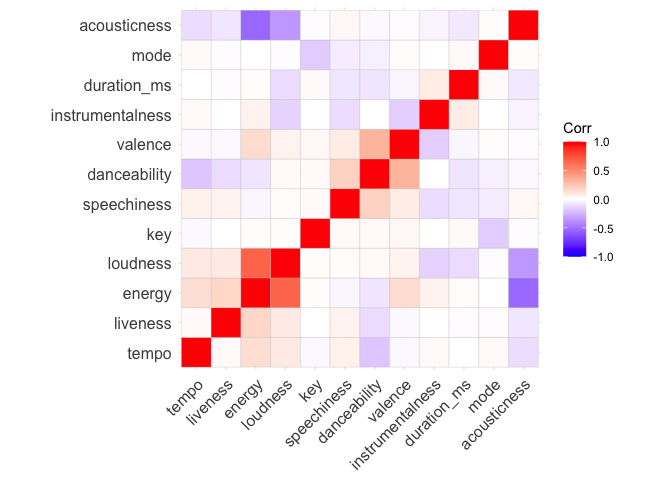 acousticness
mode
duration_ms
instrumentalness
valence
danceability
speechiness
key
loudness
energy
liveness
tempo
tempo
liveness
energy
loudness
key
speechiness
danceability
valence
instrumentalness
duration_ms
mode
acousticness
Corr
1.0
0.5
0.0
-0.5
-1.0